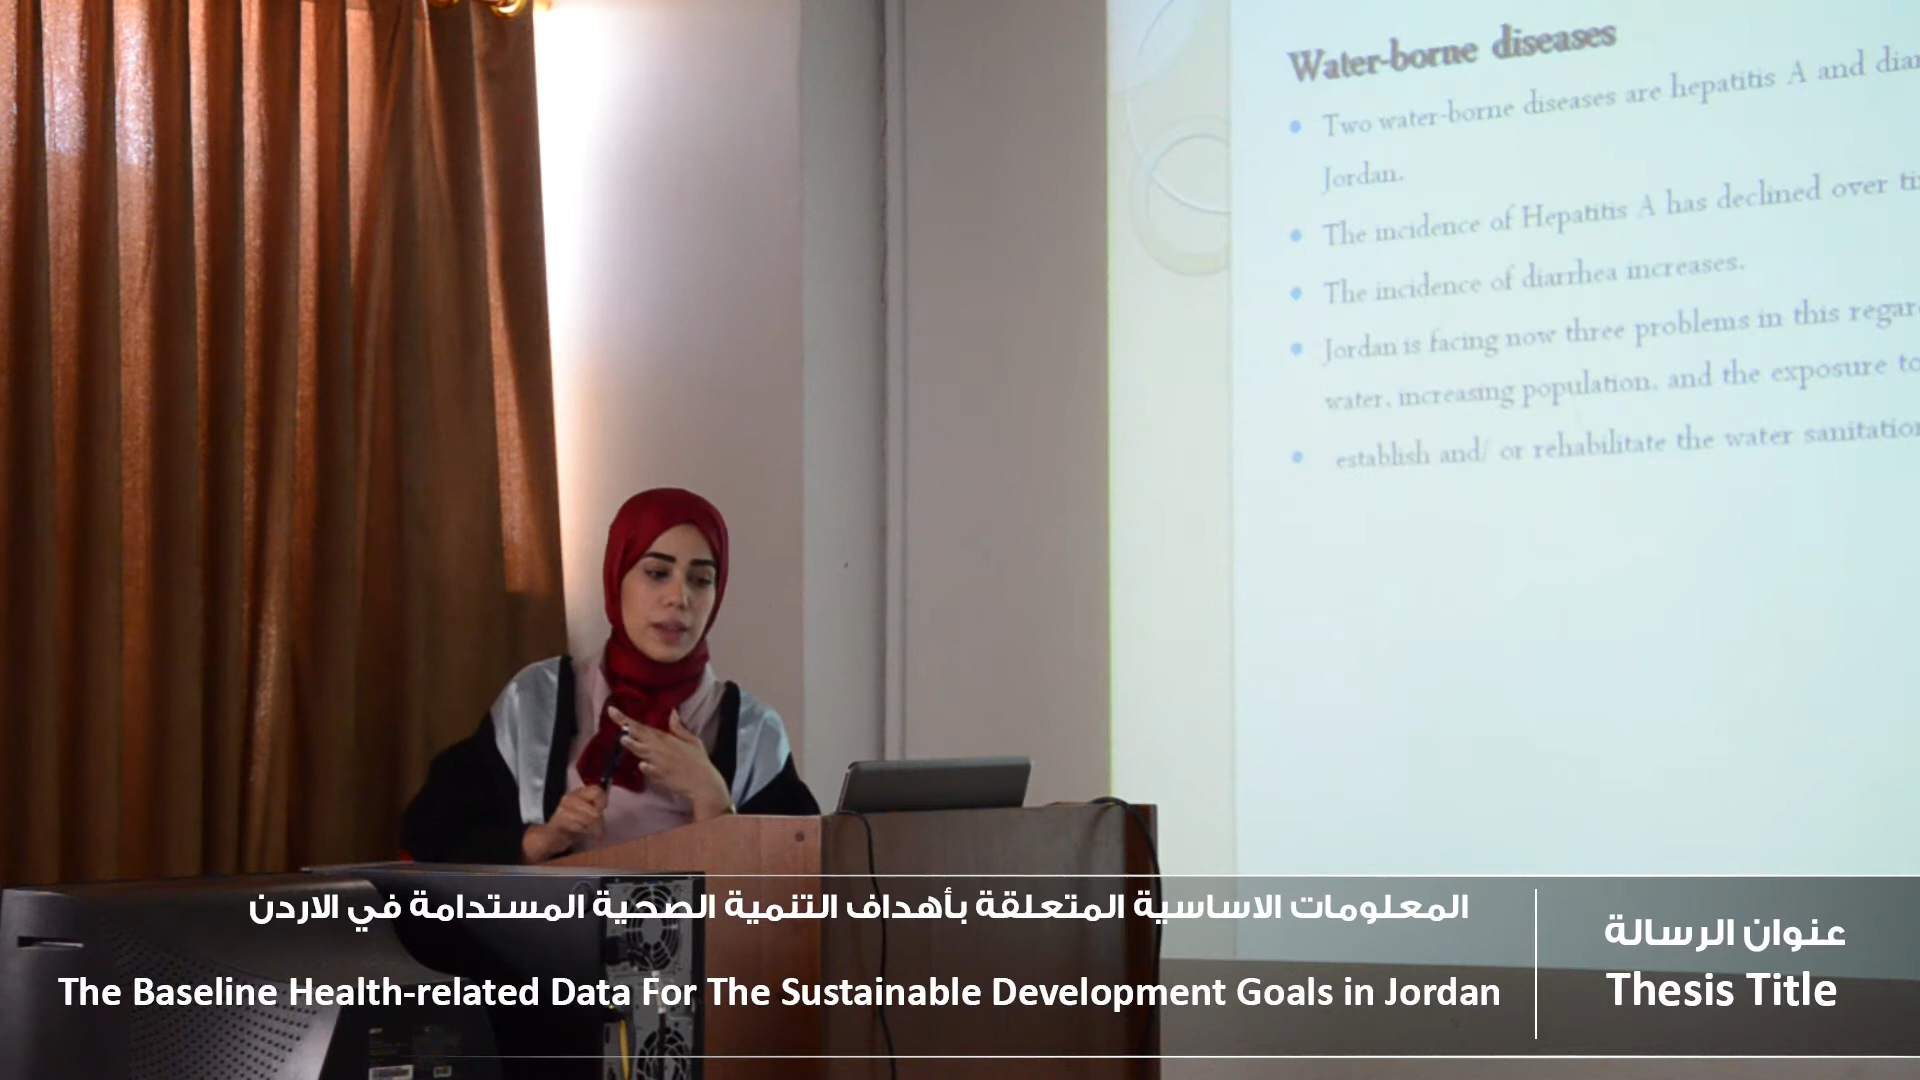 Water-borne diseases
Two water-borne diseases are hepatitis A and
Jordan.
The incidence of Hepatitis A has declined over
The incidence of diarrhea increases.
Jordan is facing now three problems in this
water, increasing population, and the exposure to
establish and/ or rehabilitate the water
المعلومات الاساسية المتعلقة بأهداف التنمية الصحية المستدامة في الاردن
عنوان الرسالة
The Baseline Health-related Data For The Sustainable Development Goals in Jordan
Thesis Title